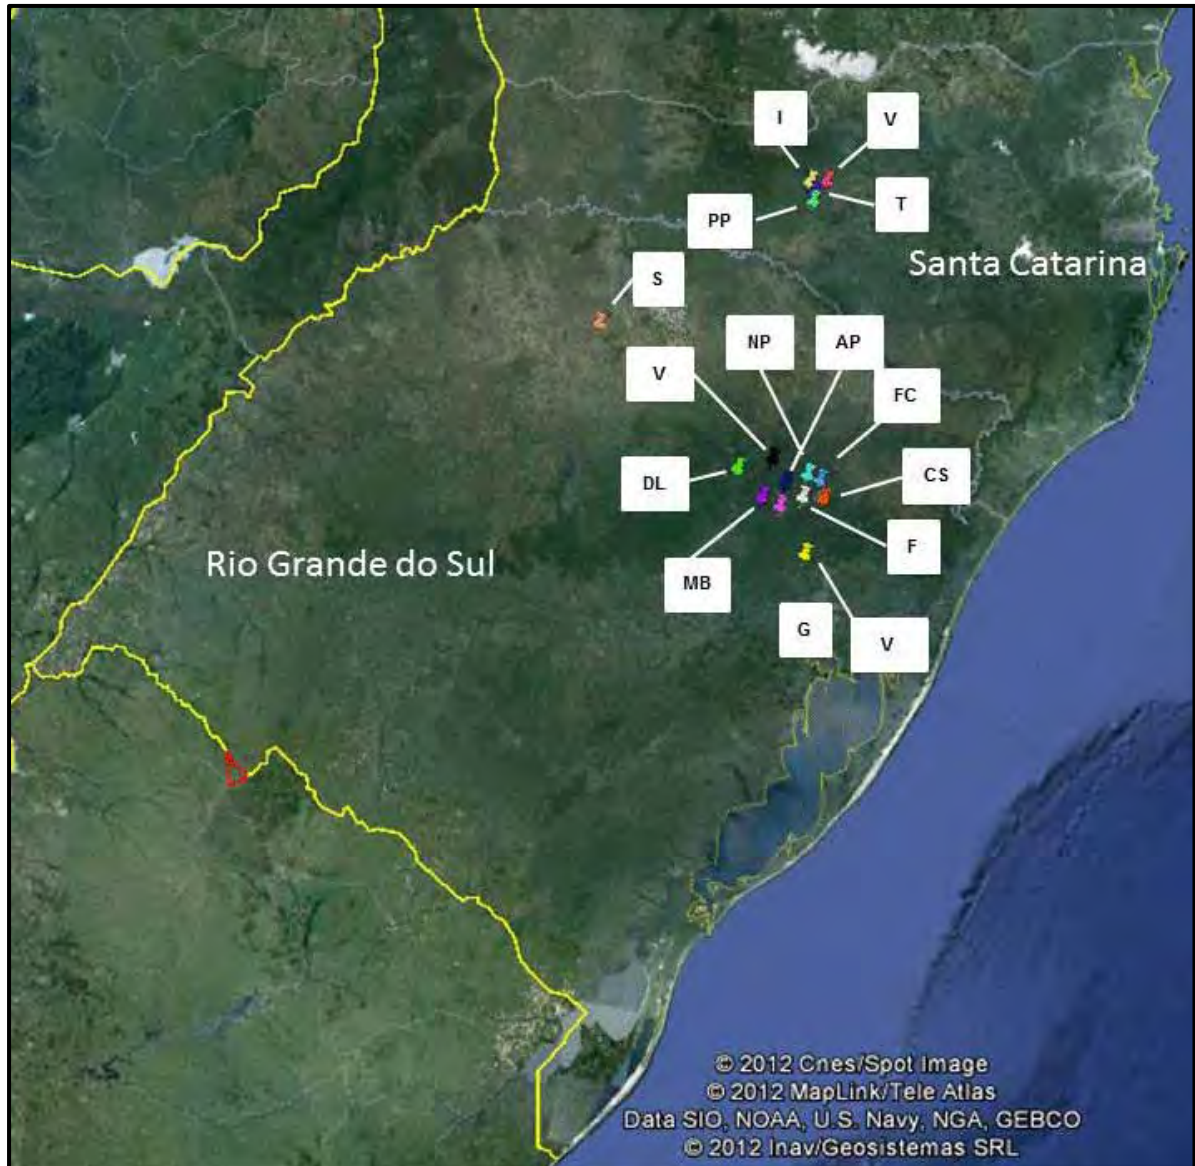 I
V
T
PP
Santa Catarina
S
NP
AP
V
FC
DL
CS
F
Rio Grande do Sul
MB
G
V
© 2012 Cnes/Spot Image
© 2012 MapLink/Tele Atlas
Data SIO, NOAA, U.S. Navy, NGA, GEBCO
© 2012 Inav/Geosistemas SRL